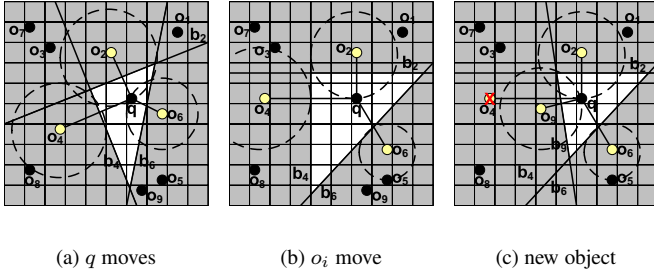 o7 o1
o3 o2 b2
q
o6
o4
b4 b6
o8 o5
o9
o1
o3 o2
b2
o4 q
o6
b4
b6
o8 o5
o9
o7 o1
o3 o2
b2
o4 q
o9
b9 o6
b4
b6
o8 o5
(a) q moves (b) oi move (c) new object